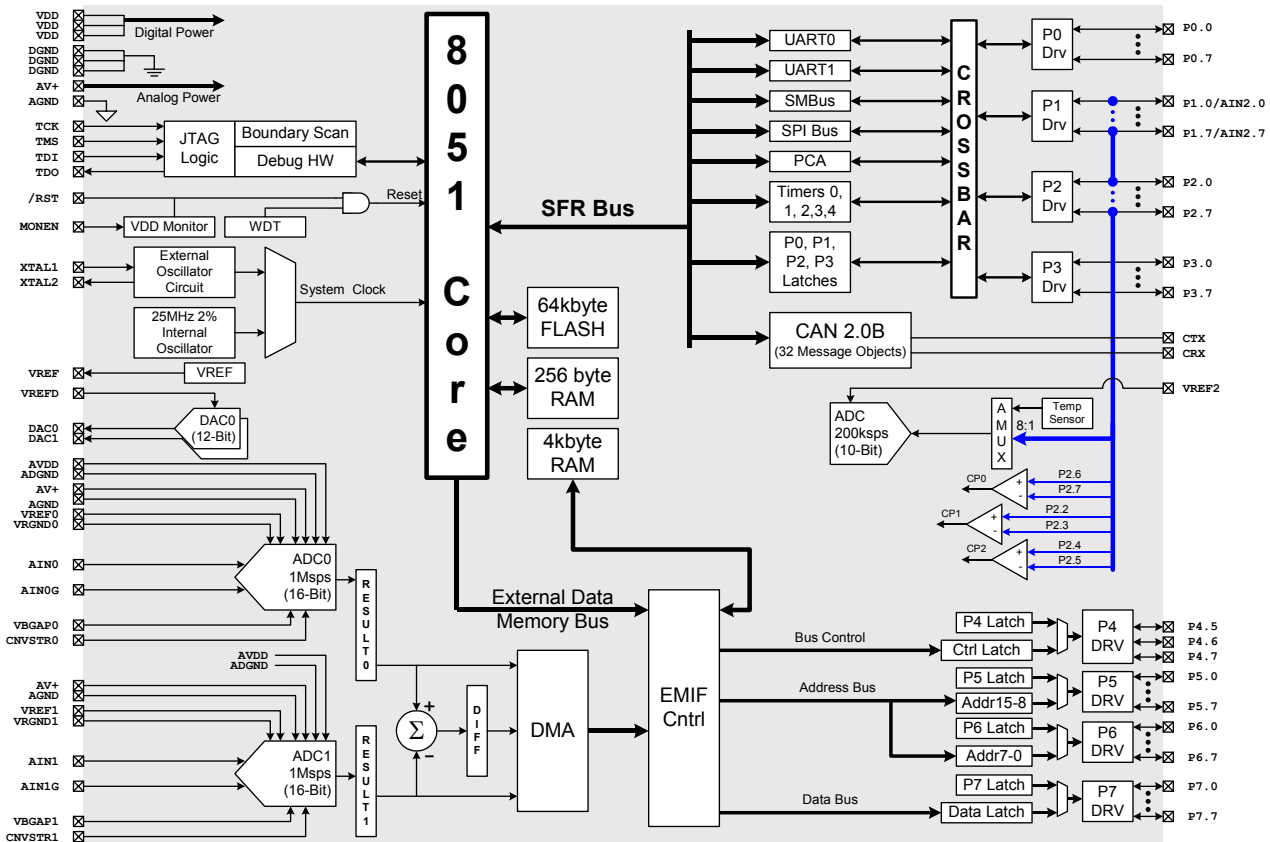 VDD
VDD
VDD
Digital Power
DGND
DGND
DGND
AV+
Analog Power
AGND
TCK
TMS
TDI
TDO
JTAG
Logic
Boundary Scan
Debug HW
/RST
Reset
MONEN
VDD Monitor
WDT
XTAL1
XTAL2
External
Oscillator
Circuit
System Clock
25MHz 2%
Internal
Oscillator
VREF
VREF
VREFD
DAC0
DAC1
DAC0
(12-Bit)
AVDD
ADGND
AV+
AGND
VREF0
VRGND0
AIN0
AIN0G
VBGAP0
CNVSTR0
ADC0
1Msps
(16-Bit)
RESULT0
AVDD
ADGND
AV+
AGND
VREF1
VRGND1
AIN1
AIN1G
VBGAP1
CNVSTR1
ADC1
1Msps
(16-Bit)
RESULT1
+
Σ
−
DIFF
DMA
8051 Core
SFR Bus
64kbyte
FLASH
256 byte
RAM
4kbyte
RAM
External Data
Memory Bus
EMIF
Cntrl
UART0
UART1
SMBus
SPI Bus
PCA
Timers 0,
1, 2,3,4
P0, P1,
P2, P3
Latches
CROSSBAR
P0
Drv
P0.0
P0.7
P1
Drv
P1.0/AIN2.0
P1.7/AIN2.7
P2
Drv
P2.0
P2.7
P3
Drv
P3.0
P3.7
CAN 2.0B
(32 Message Objects)
CTX
CRX
VREF2
ADC
200ksps
(10-Bit)
AMUX
8:1
Temp
Sensor
CP0
+
-
P2.6
P2.7
CP1
+
-
P2.2
P2.3
CP2
+
-
P2.4
P2.5
Bus Control
P4 Latch
Ctrl Latch
P4
DRV
P4.5
P4.6
P4.7
Address Bus
P5 Latch
Addr15-8
P5
DRV
P5.0
P5.7
P6 Latch
Addr7-0
P6
DRV
P6.0
P6.7
Data Bus
P7 Latch
Data Latch
P7
DRV
P7.0
P7.7